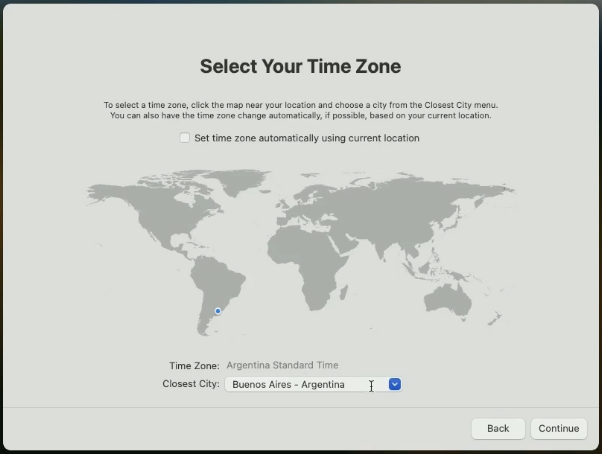 Select Your Time Zone
To select a time zone, click the map near your location and choose a city from the Closest City menu.
You can also have the time zone change automatically, if possible, based on your current location.
Set time zone automatically using current location
Time Zone: Argentina Standard Time
Closest City: Buenos Aires - Argentina
Back Continue